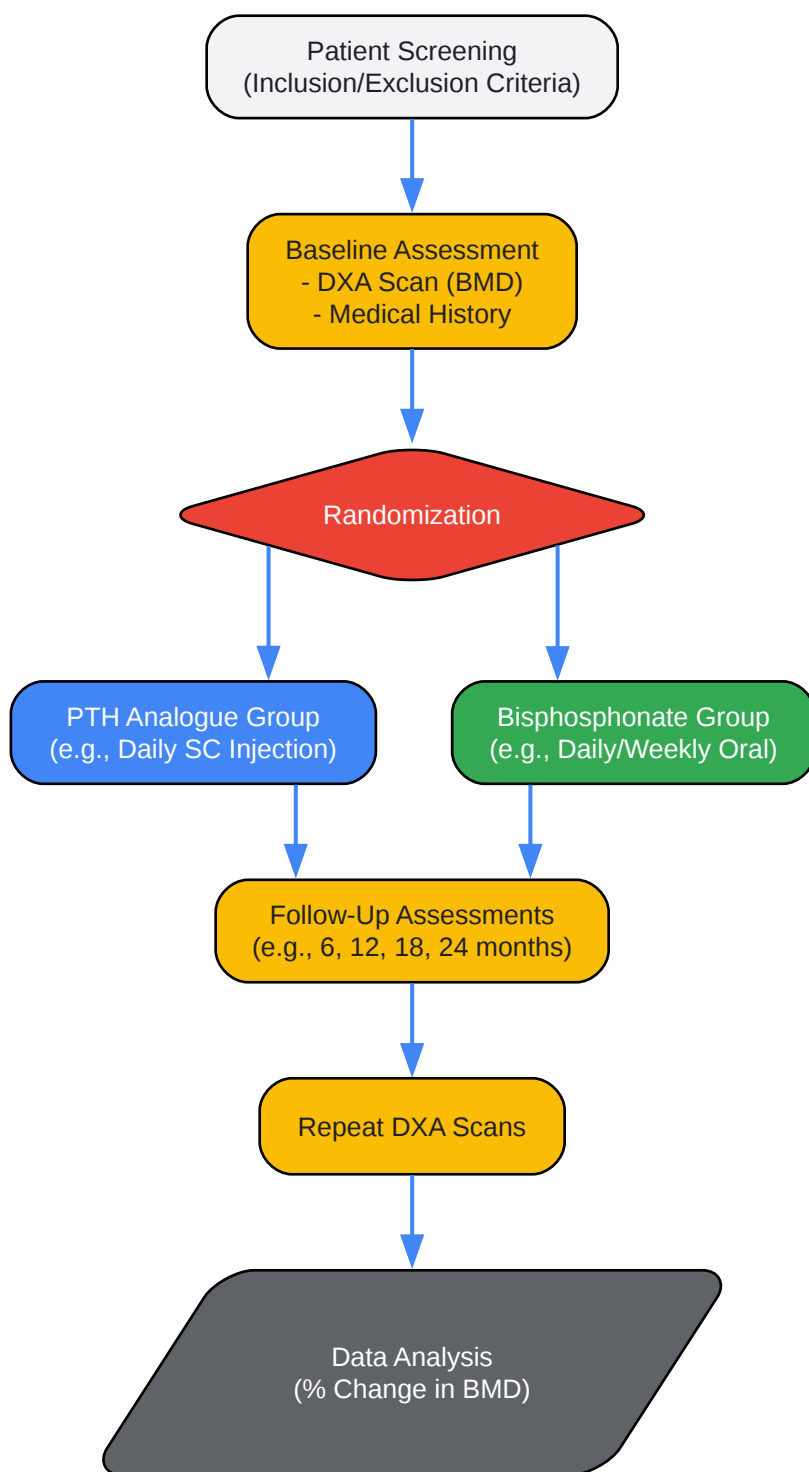 Patient Screening
(Inclusion/Exclusion Criteria)
Baseline Assessment
- DXA Scan (BMD)
- Medical History
Randomization
PTH Analogue Group
(e.g., Daily SC Injection)
Bisphosphonate Group
(e.g., Daily/Weekly Oral)
Follow-Up Assessments
(e.g., 6, 12, 18, 24 months)
Repeat DXA Scans
Data Analysis
(% Change in BMD)